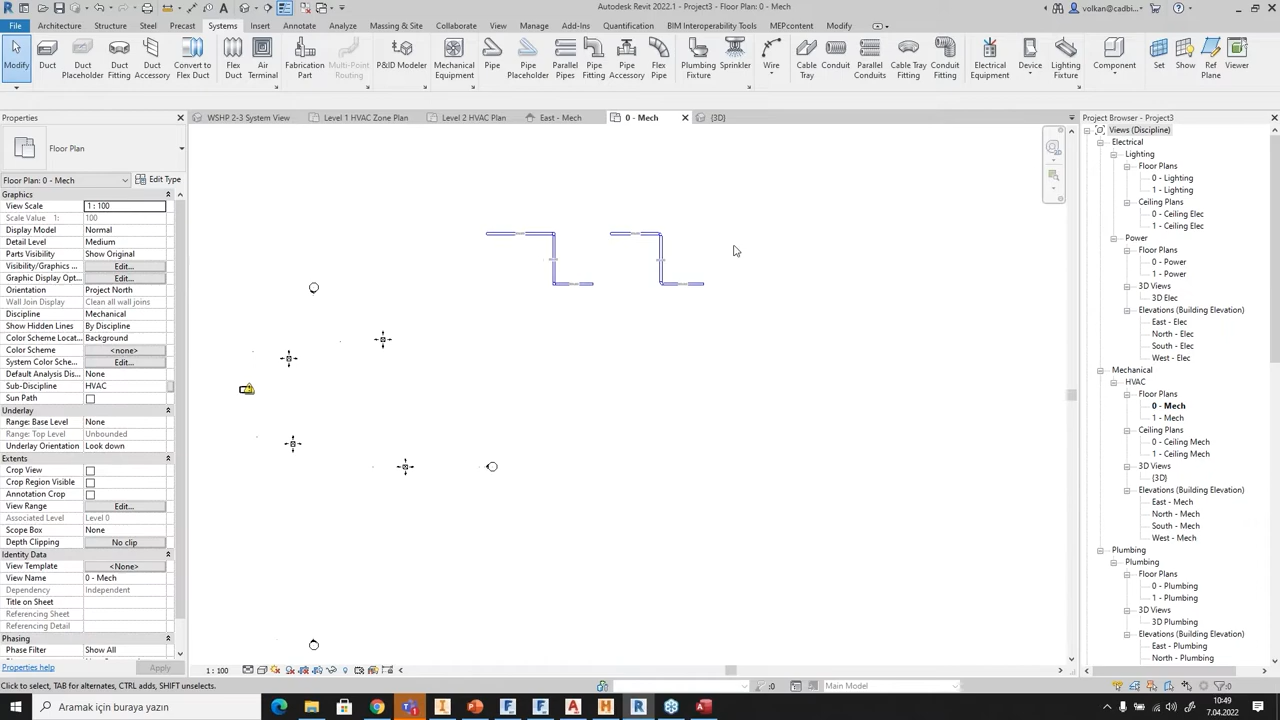 Autodesk Revit 2022.1 - Project3 - Floor Plan: 0 - Mech
volkan@cadbi...
File Architecture Structure Steel Precast Systems Insert Annotate Analyze Massing & Site Collaborate View Manage Add-Ins Quantification BIM Interoperability Tools MEPcontent Modify
Modify
Duct
Duct Placeholder
Duct Fitting
Duct Accessory
Convert to Flex Duct
Flex Duct
Air Terminal
Fabrication Part
Multi-Point Routing
P&ID Modeler
Mechanical Equipment
Pipe
Pipe Placeholder
Parallel Pipes
Pipe Fitting
Pipe Accessory
Flex Pipe
Plumbing Fixture
Sprinkler
Wire
Cable Tray
Conduit
Parallel Conduits
Cable Tray Fitting
Conduit Fitting
Electrical Equipment
Device
Lighting Fixture
Component
Set
Show
Ref Plane
Viewer
Properties
WSHP 2-3 System View
Level 1 HVAC Zone Plan
Level 2 HVAC Plan
East - Mech
0 - Mech
{3D}
Project Browser - Project3
Floor Plan
Floor Plan: 0 - Mech
Edit Type
Graphics
View Scale 1 : 100
Scale Value 1: 100
Display Model Normal
Detail Level Medium
Parts Visibility Show Original
Visibility/Graphics ... Edit...
Graphic Display Opt... Edit...
Orientation Project North
Wall Join Display Clean all wall joins
Discipline Mechanical
Show Hidden Lines By Discipline
Color Scheme Locat... Background
Color Scheme <none>
System Color Sche... Edit...
Default Analysis Dis... None
Sub-Discipline HVAC
Sun Path
Underlay
Range: Base Level None
Range: Top Level Unbounded
Underlay Orientation Look down
Extents
Crop View
Crop Region Visible
Annotation Crop
View Range Edit...
Associated Level Level 0
Scope Box None
Depth Clipping No clip
Identity Data
View Template <None>
View Name 0 - Mech
Dependency Independent
Title on Sheet
Referencing Sheet
Referencing Detail
Phasing
Phase Filter Show All
Properties help
Apply
Views (Discipline)
Electrical
Lighting
Floor Plans
0 - Lighting
1 - Lighting
Ceiling Plans
0 - Ceiling Elec
1 - Ceiling Elec
Power
Floor Plans
0 - Power
1 - Power
3D Views
3D Elec
Elevations (Building Elevation)
East - Elec
North - Elec
South - Elec
West - Elec
Mechanical
HVAC
Floor Plans
0 - Mech
1 - Mech
Ceiling Plans
0 - Ceiling Mech
1 - Ceiling Mech
3D Views
{3D}
Elevations (Building Elevation)
East - Mech
North - Mech
South - Mech
West - Mech
Plumbing
Plumbing
Floor Plans
0 - Plumbing
1 - Plumbing
3D Views
3D Plumbing
Elevations (Building Elevation)
East - Plumbing
North - Plumbing
1 : 100
Click to select, TAB for alternates, CTRL adds, SHIFT unselects.
:0
Main Model
:0
Aramak için buraya yazın
10:49
7.04.2022